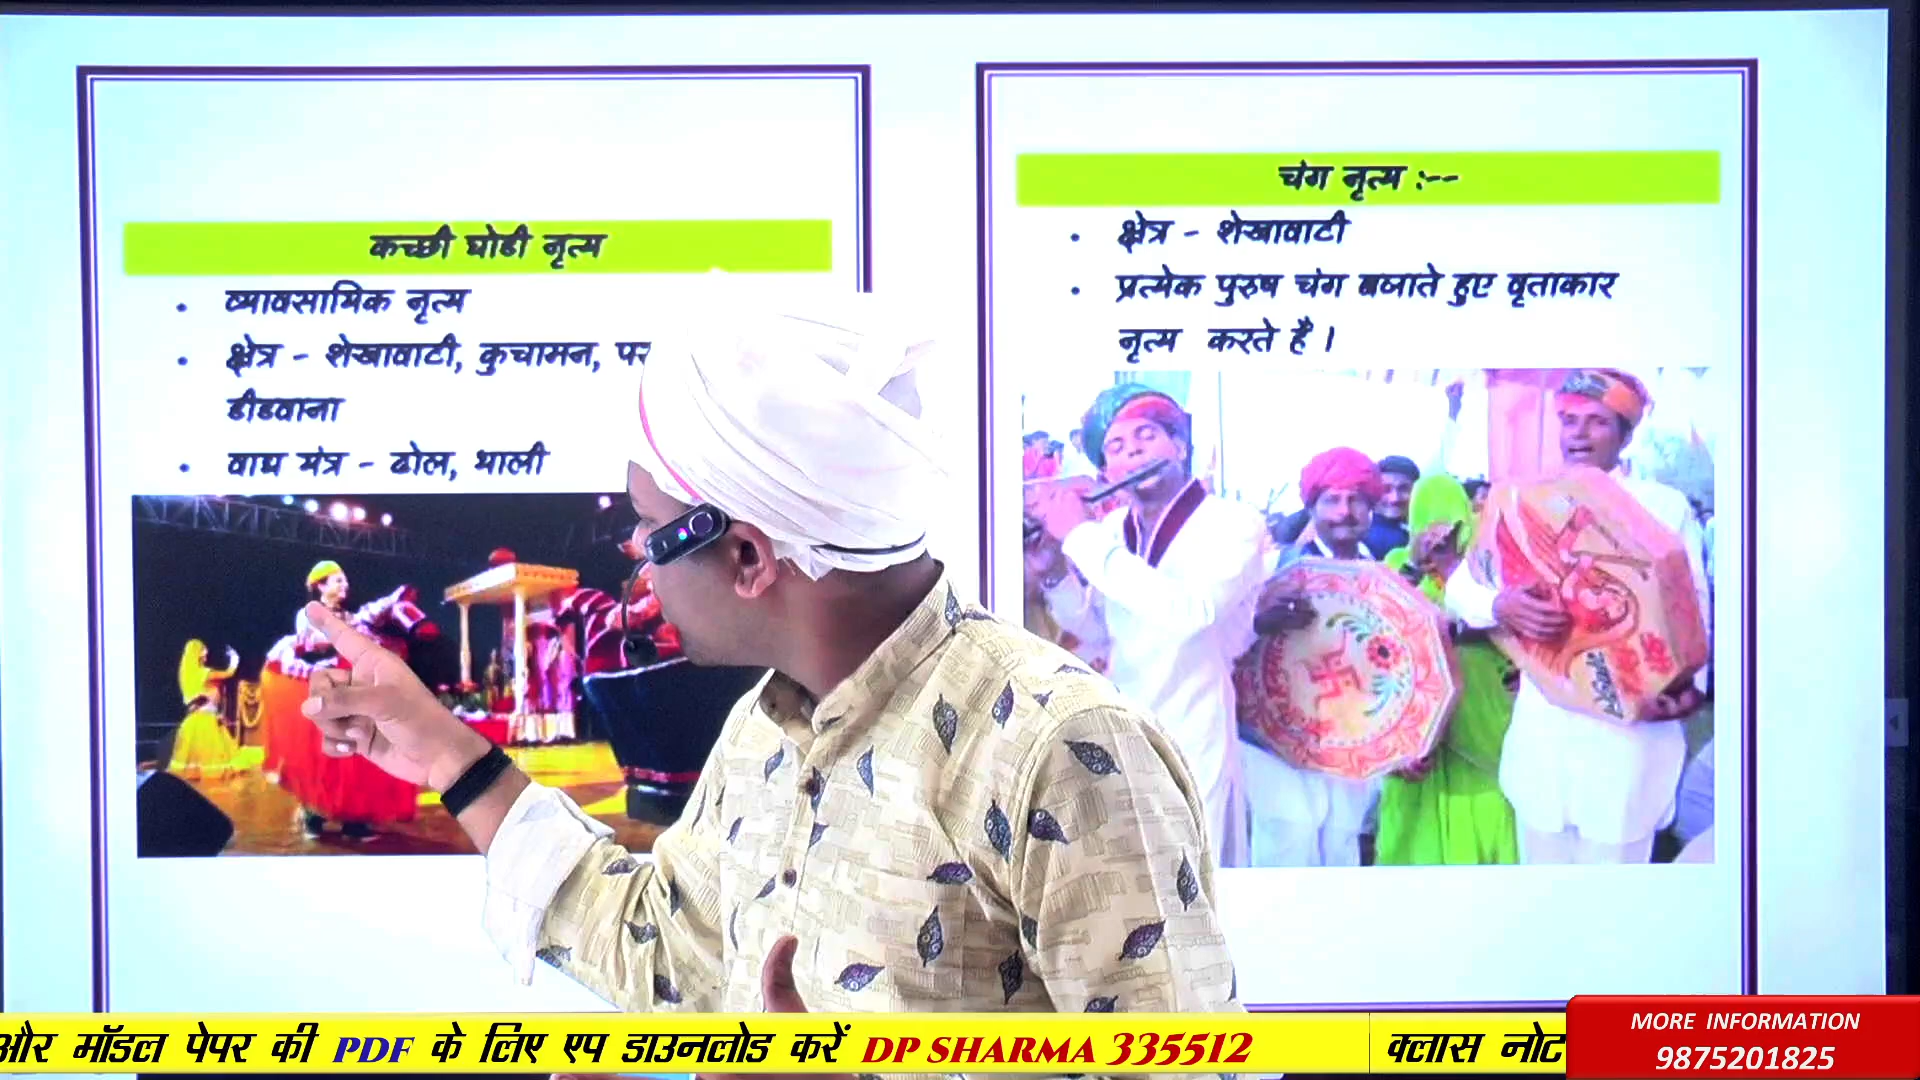 कच्छी घोडी नृत्य
• व्यावसायिक नृत्य
• क्षेत्र - शेखावाटी, कुचामन,
डीडवाना
• वाद्य यंत्र - ढोल, थाली
चंग नृत्य :--
• क्षेत्र - शेखावाटी
• प्रत्येक पुरुष चंग बजाते हुए वृताकार
नृत्य करते है ।
और मॉडल पेपर की PDF के लिए एप डाउनलोड करें DP SHARMA 335512
क्लास नोट
MORE INFORMATION
9875201825